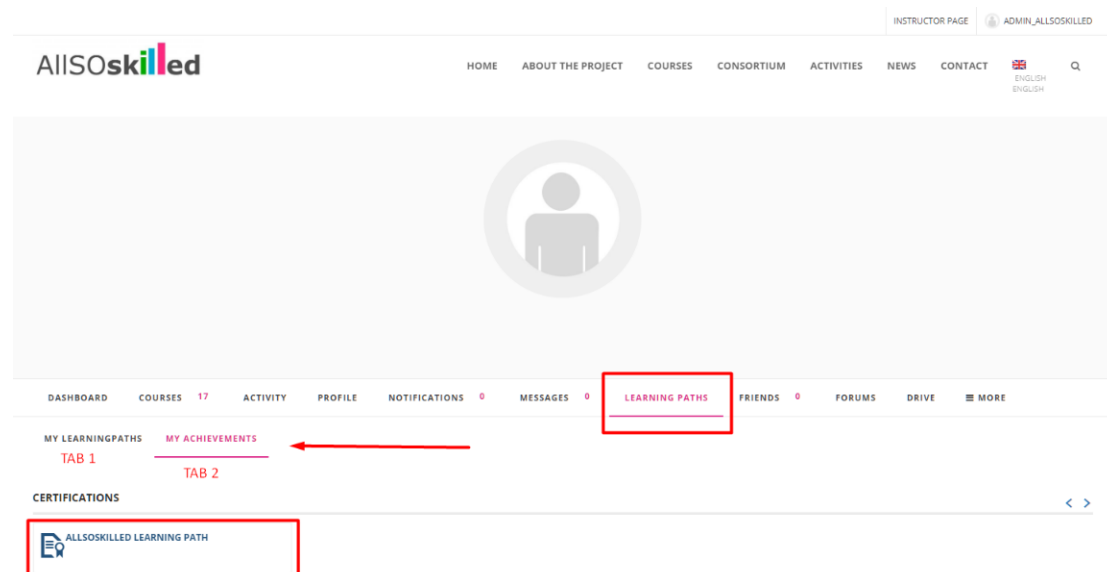 INSTRUCTOR PAGE ADMIN_ALLSOSKILLED
AllSOskilled
HOME ABOUT THE PROJECT COURSES CONSORTIUM ACTIVITIES NEWS CONTACT
ENGLISH
ENGLISH
DASHBOARD COURSES 17 ACTIVITY PROFILE NOTIFICATIONS 0 MESSAGES 0 LEARNING PATHS FRIENDS 0 FORUMS DRIVE MORE
MY LEARNINGPATHS MY ACHIEVEMENTS
TAB 1
TAB 2
CERTIFICATIONS
ALLSOSKILLED LEARNING PATH